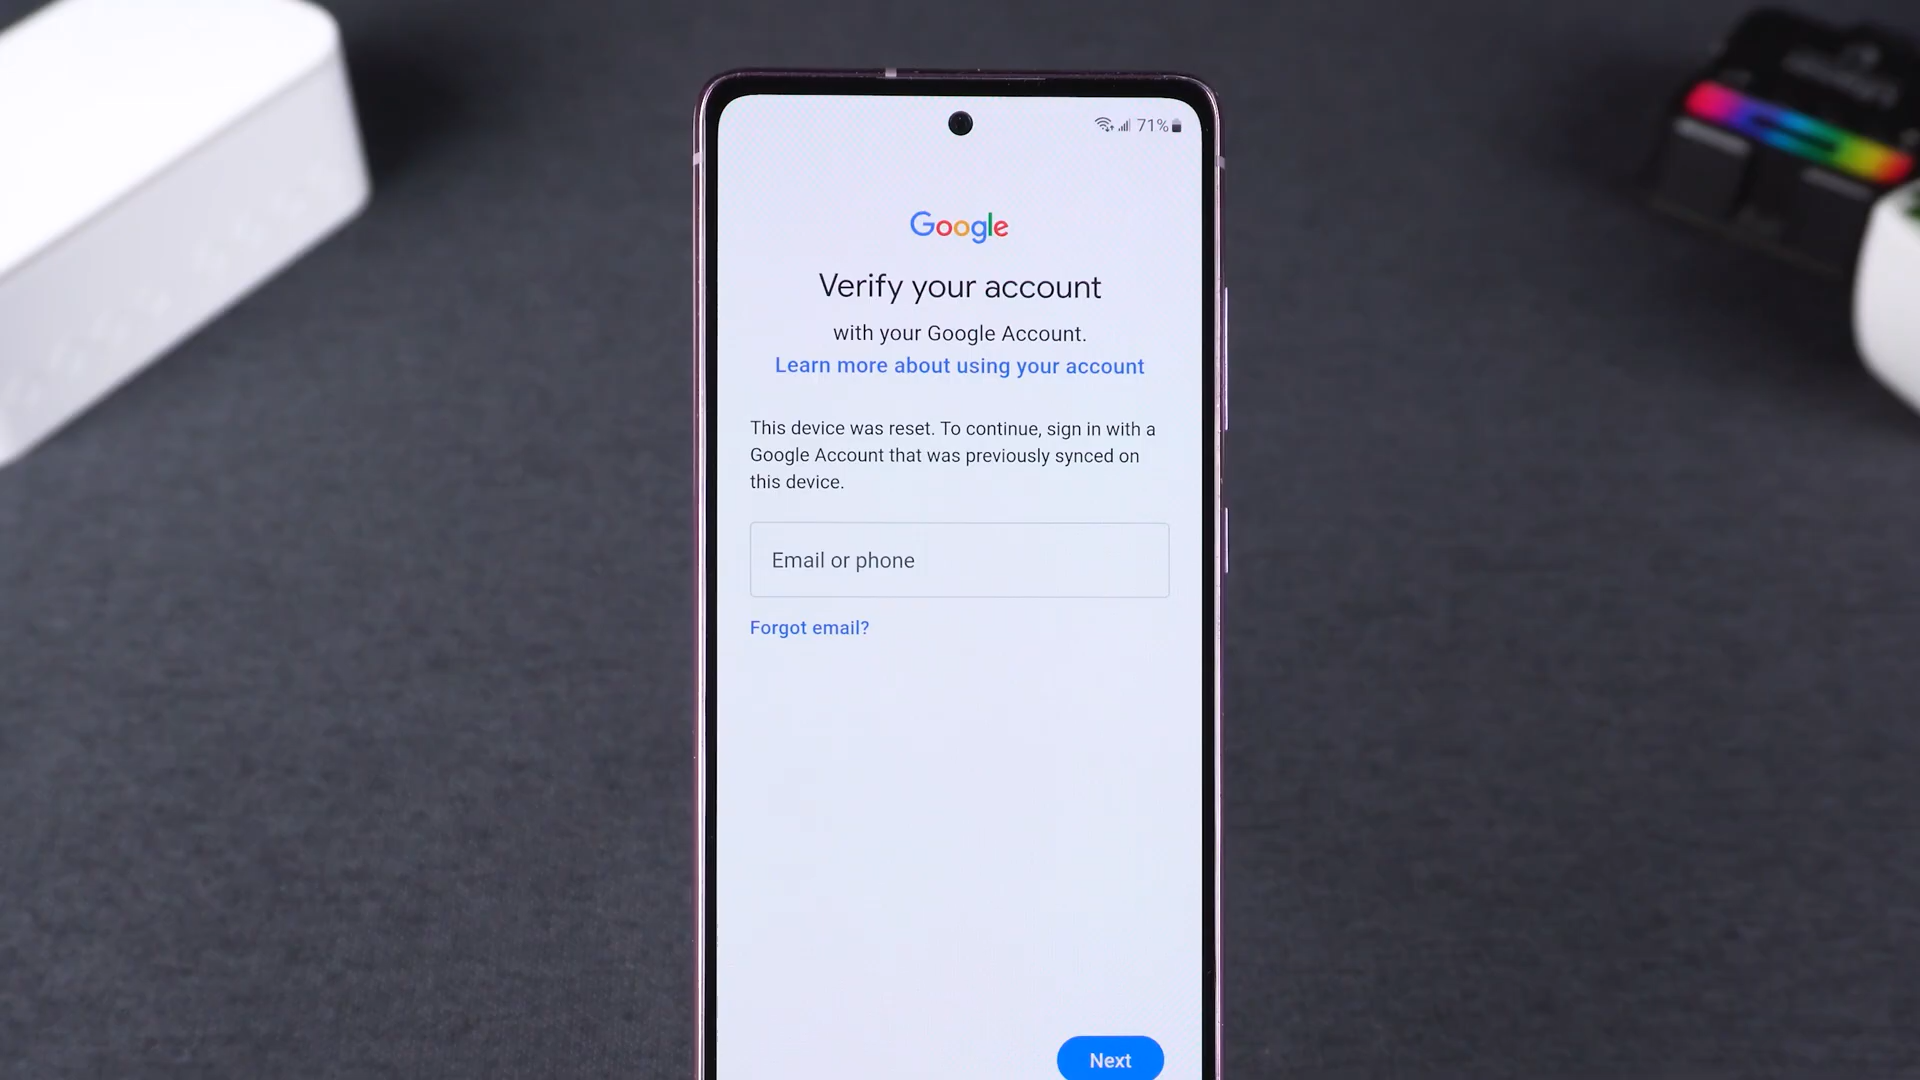 71%
Google
Verify your account
with your Google Account.
Learn more about using your account
This device was reset. To continue, sign in with a
Google Account that was previously synced on
this device.
Email or phone
Forgot email?
Next